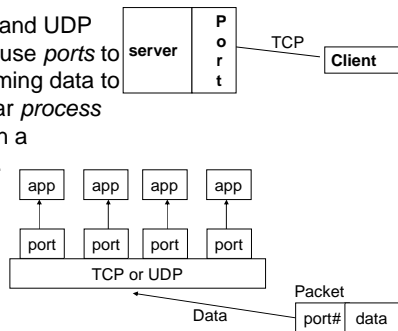 and UDP
use ports to
ming data to
ar process
n a
server
Port
TCP
Client
app app app app
port port port port
TCP or UDP
Packet
Data
port# data